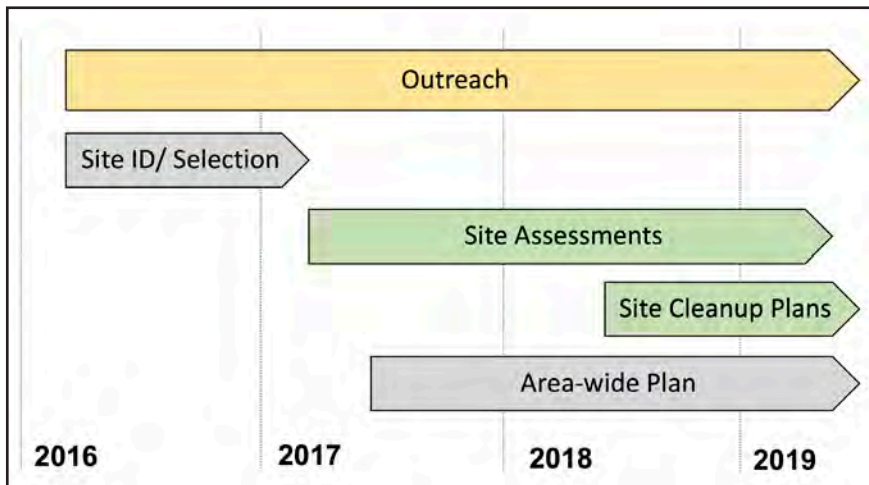 Outreach
Site ID/ Selection
Site Assessments
Site Cleanup Plans
Area-wide Plan
2016 2017 2018 2019